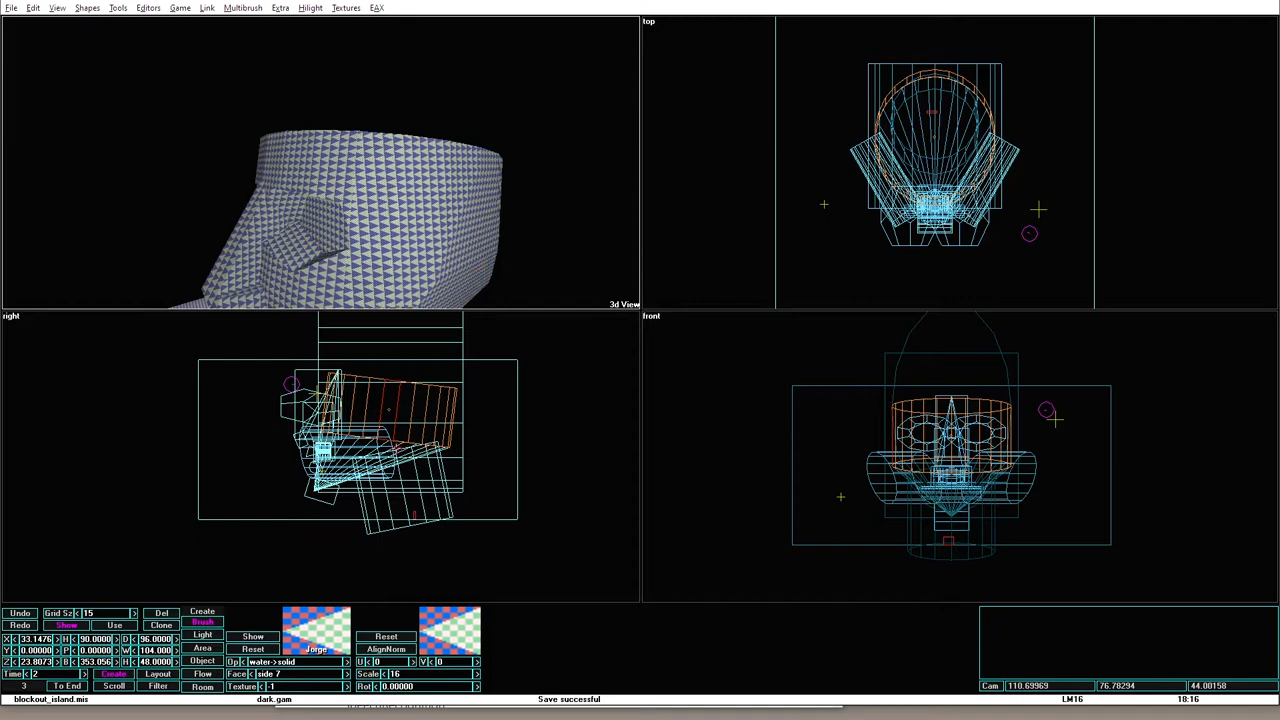 File Edit View Shapes Tools Editors Game Link Multibrush Extra Hilight Textures EAX
top
3d View
right
front
Undo Grid Sz 15 Del Create
Redo Show Use Clone Brush
X 33.1476 H 90.0000 D 96.0000 Light Show Jorge Reset
Y 0.00000 P 0.00000 W 104.000 Area Reset AlignNorm
Z 23.8073 B 353.056 H 48.0000 Object Op water->solid U 0 V 0
Time 2 Create Layout Flow Face side 7 Scale 16
3 To End Scroll Filter Room Texture -1 Rot 0.00000
Cam 110.69969 76.78294 44.00158
blockout_island.mis dark.gam Save successful LM16 18:16